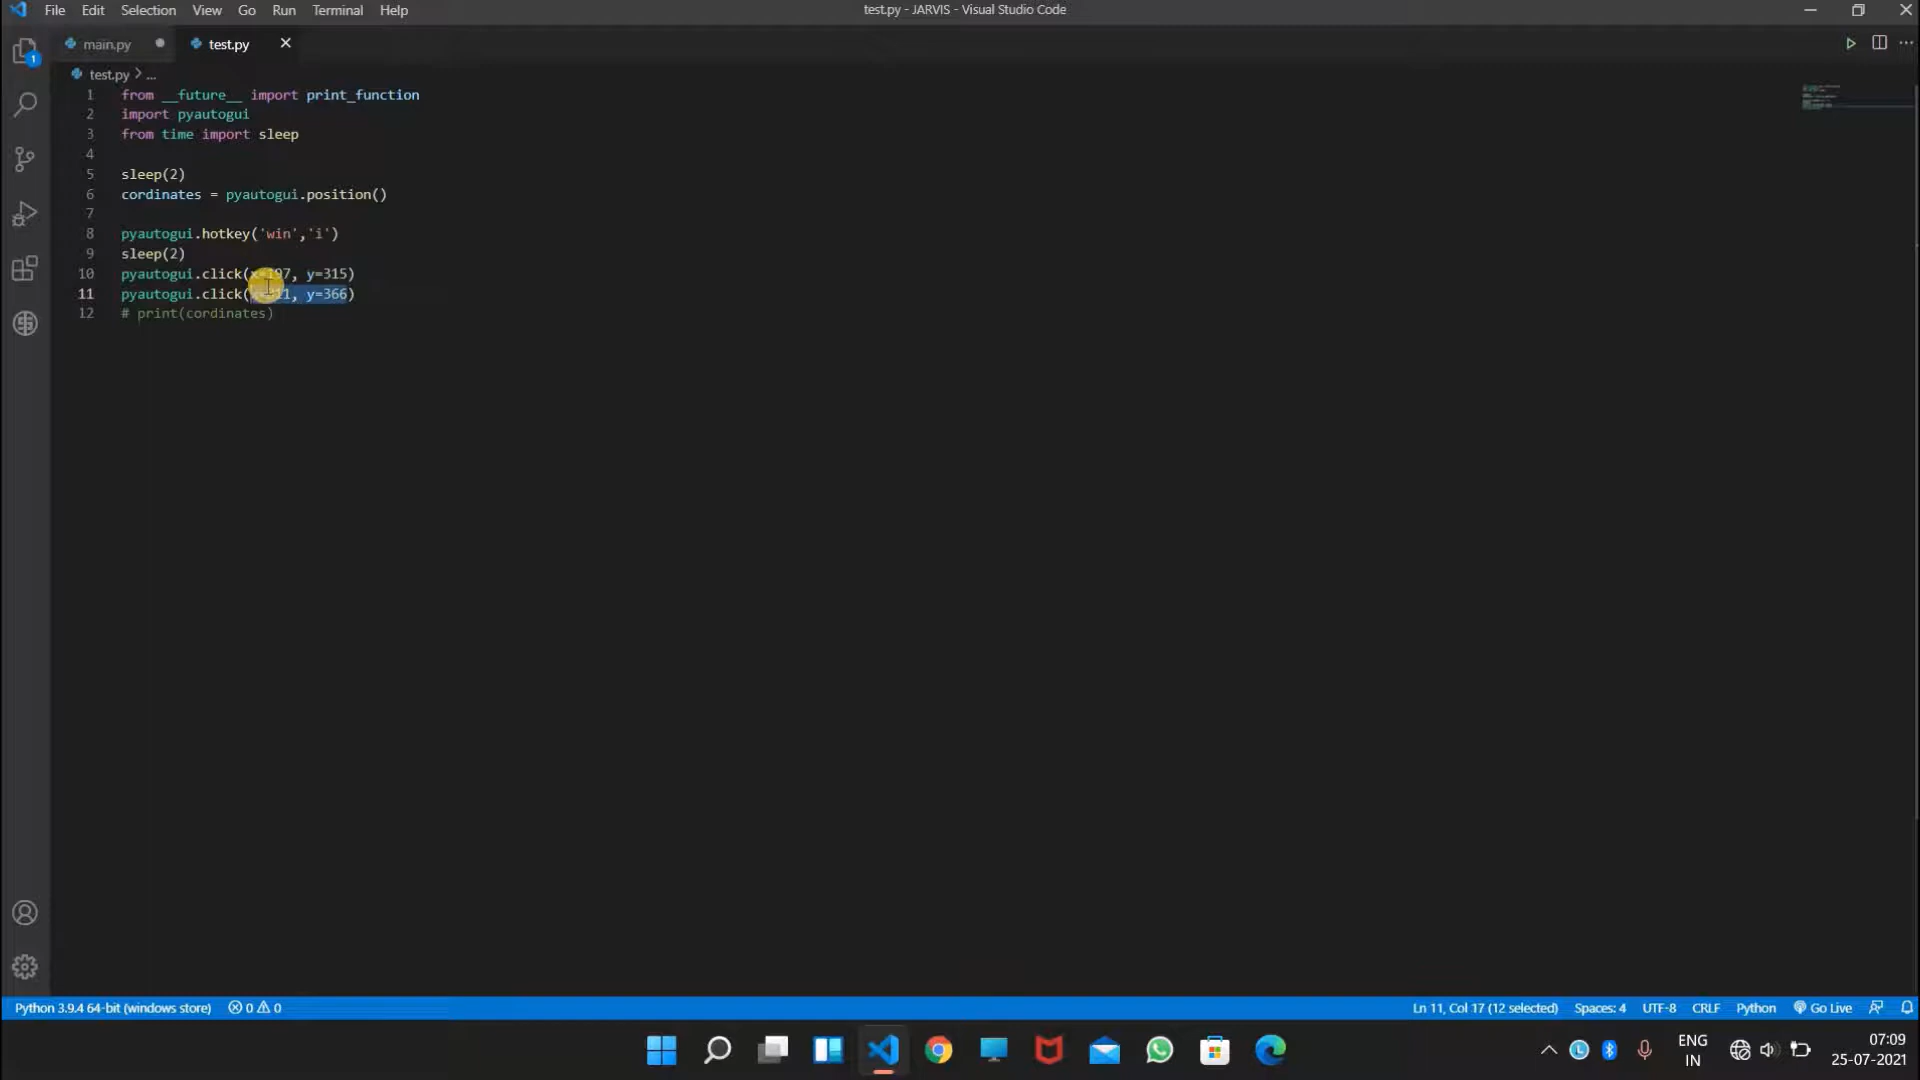 File Edit Selection View Go Run Terminal Help
test.py - JARVIS - Visual Studio Code
main.py
test.py
test.py > ...
1 from __future__ import print_function
2 import pyautogui
3 from time import sleep
4
5 sleep(2)
6 cordinates = pyautogui.position()
7
8 pyautogui.hotkey('win','i')
9 sleep(2)
10 pyautogui.click( y=315)
11 pyautogui.click( y=366)
12 # print(cordinates)
1
Python 3.9.4 64-bit (windows store) 0 0
Ln 11, Col 17 (12 selected) Spaces: 4 UTF-8 CRLF Python Go Live
ENG
IN
07:09
25-07-2021